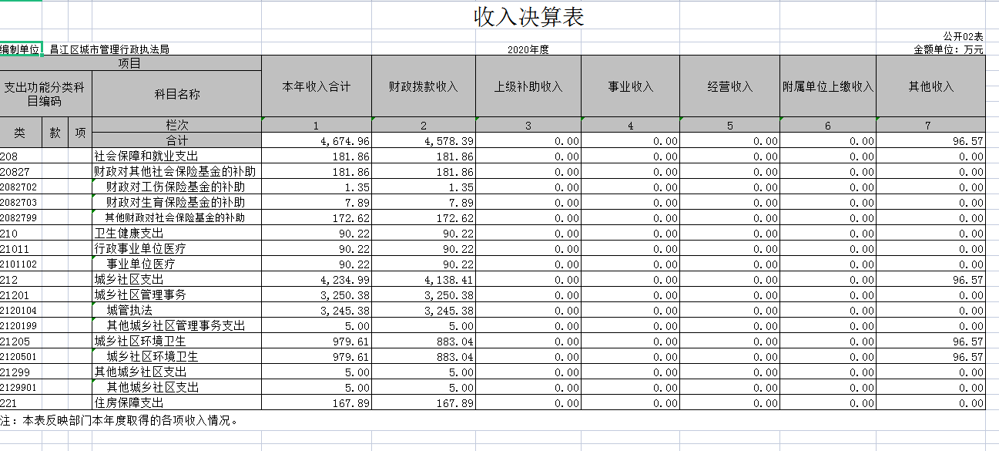 收入决算表
公开02表
编制单位 昌江区城市管理行政执法局 2020年度 金额单位：万元
项目 本年收入合计 财政拨款收入 上级补助收入 事业收入 经营收入 附属单位上缴收入 其他收入
支出功能分类科目编码 科目名称
类 款 项 栏次 1 2 3 4 5 6 7
合计 4,674.96 4,578.39 0.00 0.00 0.00 0.00 96.57
208 社会保障和就业支出 181.86 181.86 0.00 0.00 0.00 0.00 0.00
20827 财政对其他社会保险基金的补助 181.86 181.86 0.00 0.00 0.00 0.00 0.00
2082702 财政对工伤保险基金的补助 1.35 1.35 0.00 0.00 0.00 0.00 0.00
2082703 财政对生育保险基金的补助 7.89 7.89 0.00 0.00 0.00 0.00 0.00
2082799 其他财政对社会保险基金的补助 172.62 172.62 0.00 0.00 0.00 0.00 0.00
210 卫生健康支出 90.22 90.22 0.00 0.00 0.00 0.00 0.00
21011 行政事业单位医疗 90.22 90.22 0.00 0.00 0.00 0.00 0.00
2101102 事业单位医疗 90.22 90.22 0.00 0.00 0.00 0.00 0.00
212 城乡社区支出 4,234.99 4,138.41 0.00 0.00 0.00 0.00 96.57
21201 城乡社区管理事务 3,250.38 3,250.38 0.00 0.00 0.00 0.00 0.00
2120104 城管执法 3,245.38 3,245.38 0.00 0.00 0.00 0.00 0.00
2120199 其他城乡社区管理事务支出 5.00 5.00 0.00 0.00 0.00 0.00 0.00
21205 城乡社区环境卫生 979.61 883.04 0.00 0.00 0.00 0.00 96.57
2120501 城乡社区环境卫生 979.61 883.04 0.00 0.00 0.00 0.00 96.57
21299 其他城乡社区支出 5.00 5.00 0.00 0.00 0.00 0.00 0.00
2129901 其他城乡社区支出 5.00 5.00 0.00 0.00 0.00 0.00 0.00
221 住房保障支出 167.89 167.89 0.00 0.00 0.00 0.00 0.00
注：本表反映部门本年度取得的各项收入情况。